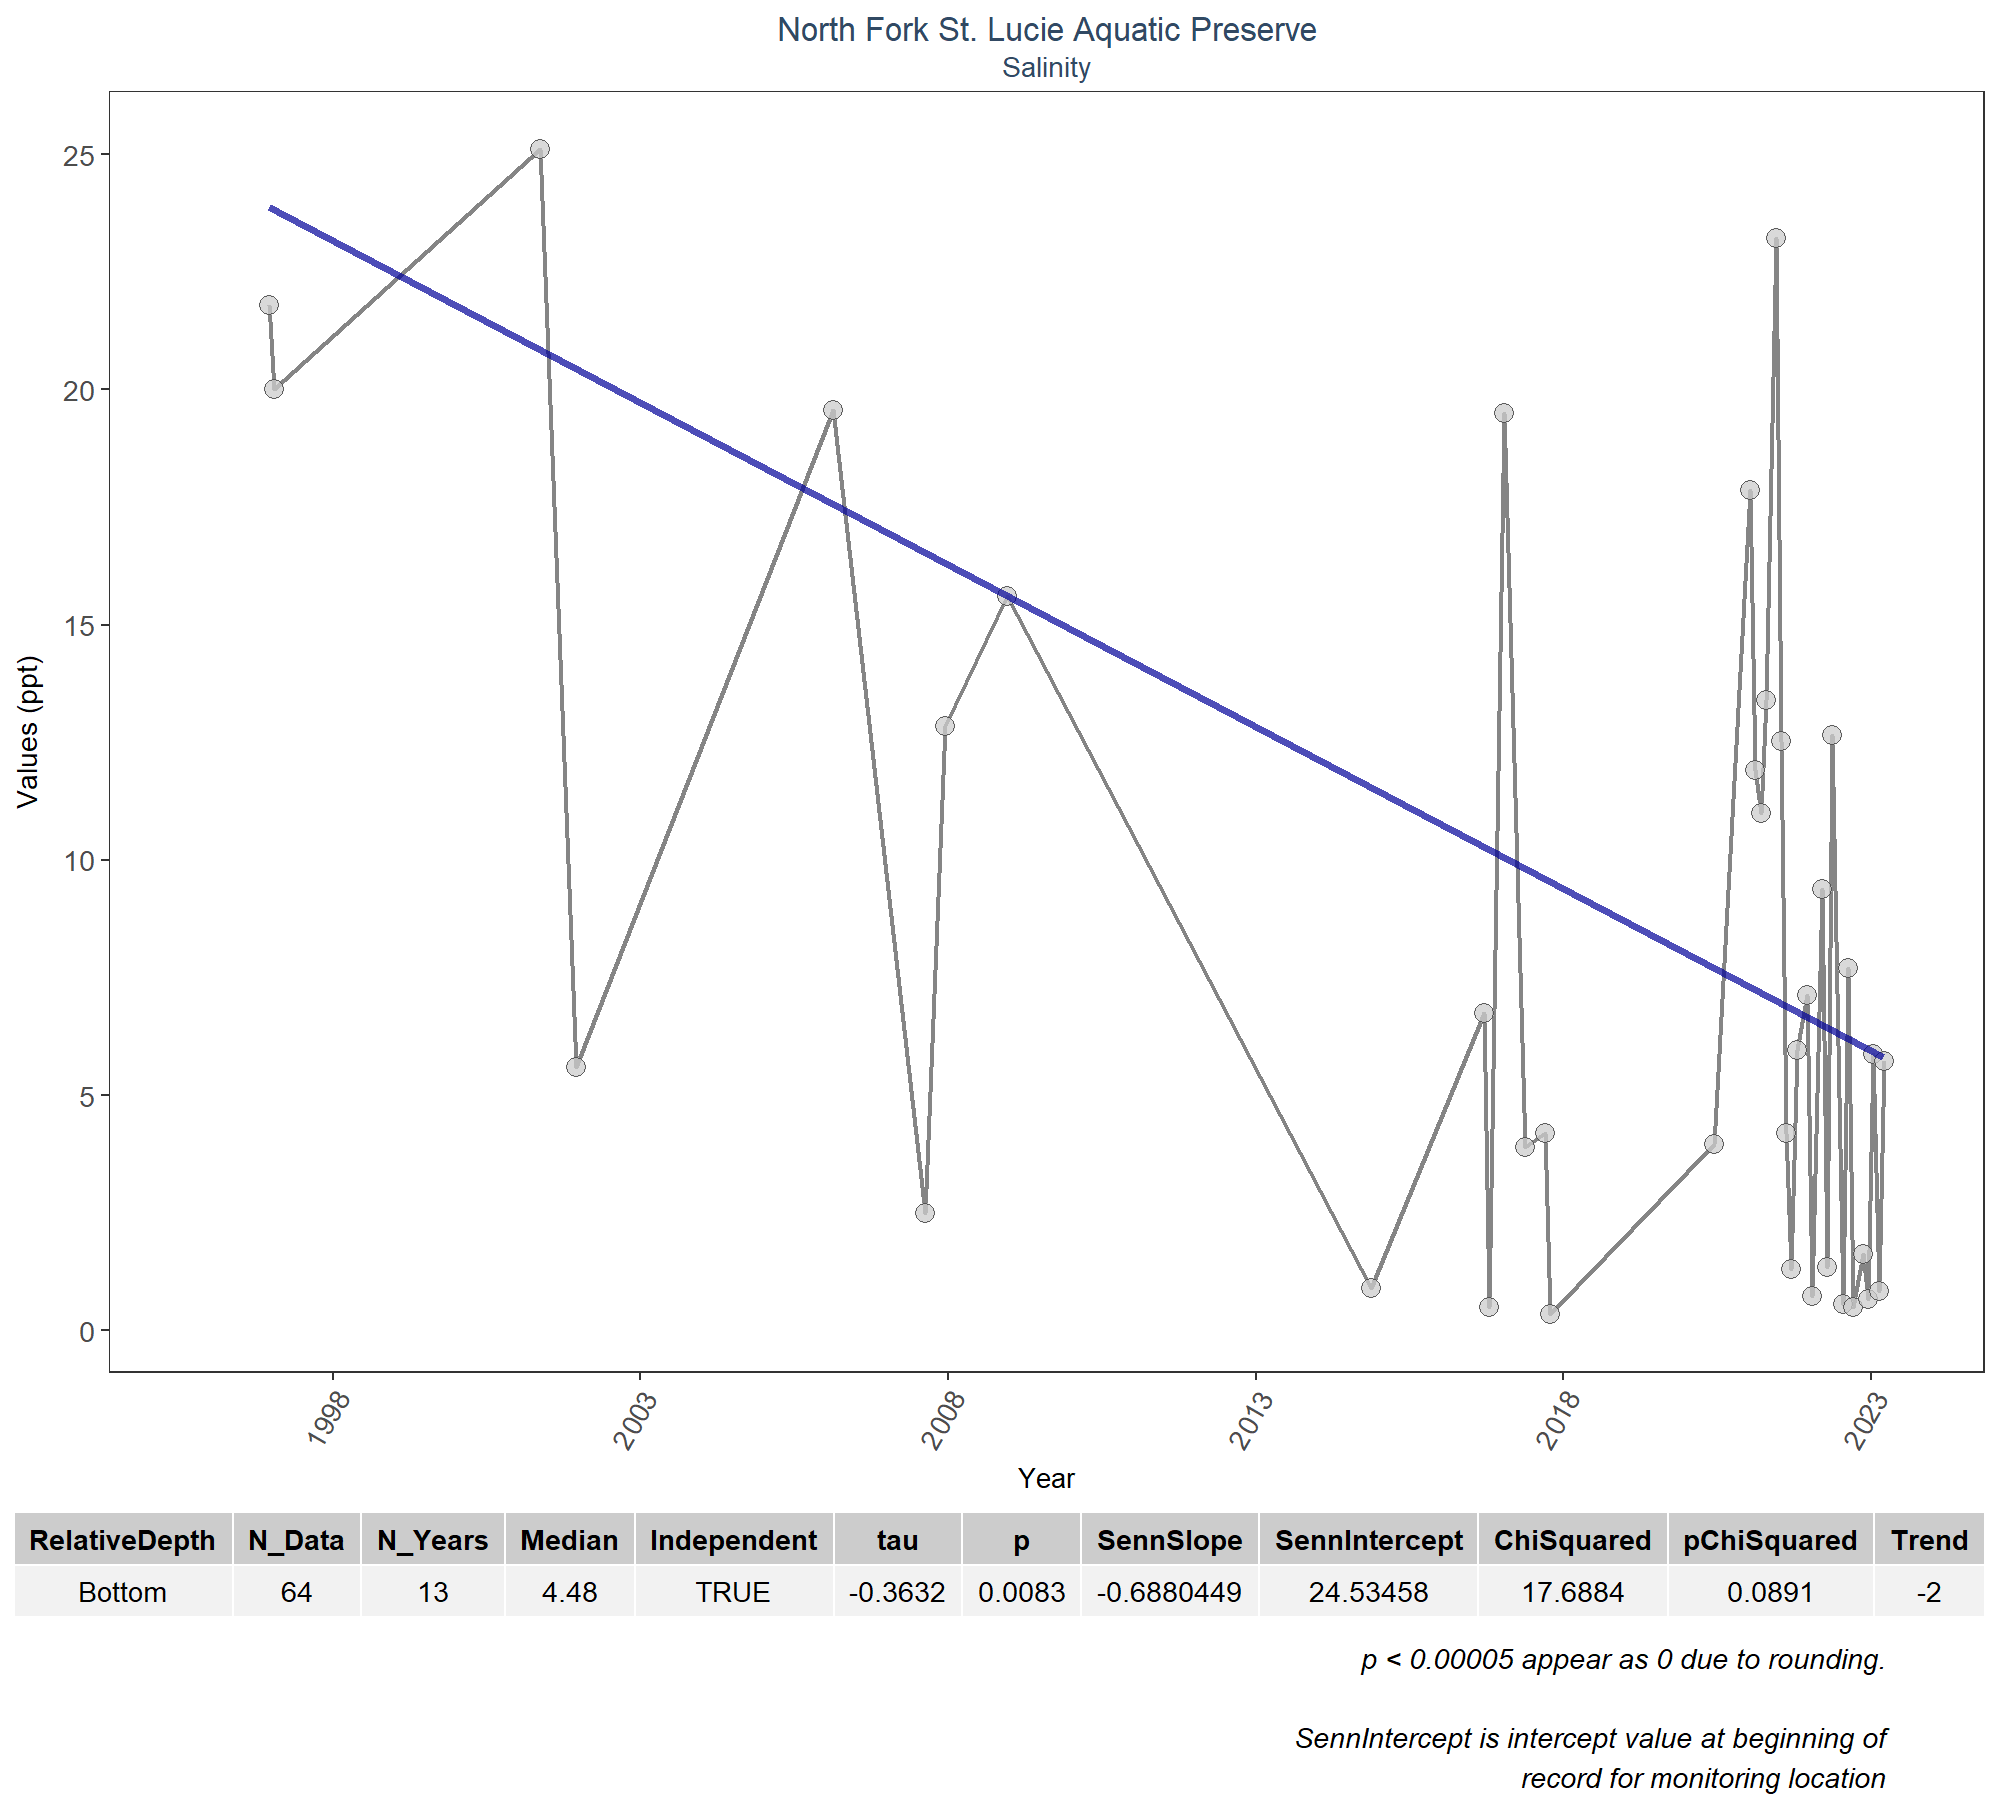 North Fork St. Lucie Aquatic Preserve
Salinity
Values (ppt)
25
20
15
10
5
0
1998 2003 2008 2013 2018 2023
Year
RelativeDepth N_Data N_Years Median Independent tau p SennSlope SennIntercept ChiSquared pChiSquared Trend
Bottom 64 13 4.48 TRUE -0.3632 0.0083 -0.6880449 24.53458 17.6884 0.0891 -2
p < 0.00005 appear as 0 due to rounding.
SennIntercept is intercept value at beginning of
record for monitoring location